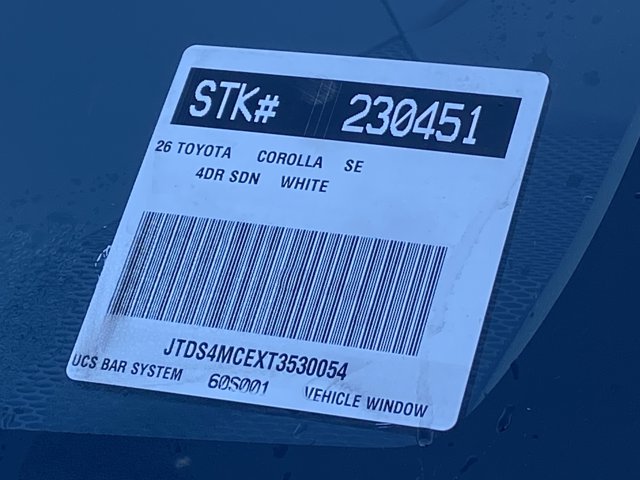 STK# 230451
26 TOYOTA COROLLA SE
4DR SDN WHITE
JTDS4MCEXT3530054
UCS BAR SYSTEM 60S001 VEHICLE WINDOW